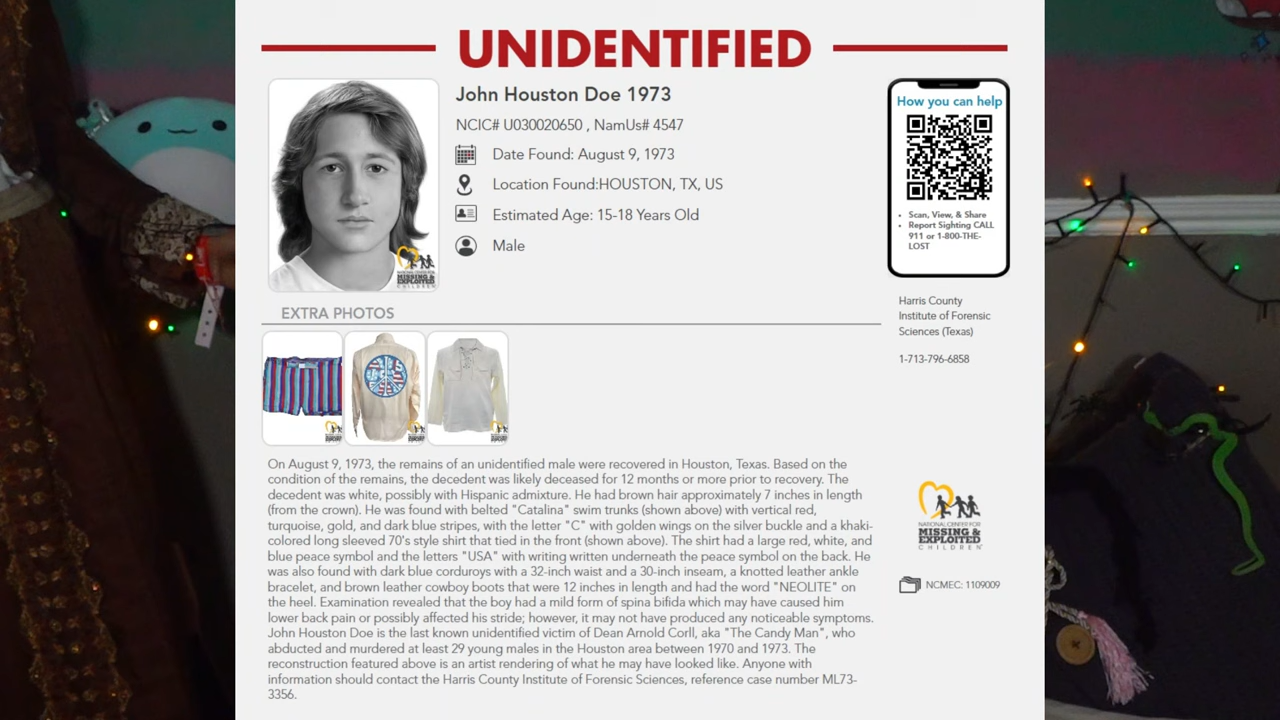 UNIDENTIFIED
John Houston Doe 1973
NCIC# U030020650 , NamUs# 4547
Date Found: August 9, 1973
Location Found:HOUSTON, TX, US
Estimated Age: 15-18 Years Old
Male
How you can help
• Scan, View, & Share
• Report Sighting CALL
911 or 1-800-THE-
LOST
NATIONAL CENTER FOR
MISSING &
EXPLOITED
CHILDREN
Harris County
Institute of Forensic
Sciences (Texas)
1-713-796-6858
EXTRA PHOTOS
On August 9, 1973, the remains of an unidentified male were recovered in Houston, Texas. Based on the
condition of the remains, the decedent was likely deceased for 12 months or more prior to recovery. The
decedent was white, possibly with Hispanic admixture. He had brown hair approximately 7 inches in length
(from the crown). He was found with belted "Catalina" swim trunks (shown above) with vertical red,
turquoise, gold, and dark blue stripes, with the letter "C" with golden wings on the silver buckle and a khaki-
colored long sleeved 70's style shirt that tied in the front (shown above). The shirt had a large red, white, and
blue peace symbol and the letters "USA" with writing written underneath the peace symbol on the back. He
was also found with dark blue corduroys with a 32-inch waist and a 30-inch inseam, a knotted leather ankle
bracelet, and brown leather cowboy boots that were 12 inches in length and had the word "NEOLITE" on
the heel. Examination revealed that the boy had a mild form of spina bifida which may have caused him
lower back pain or possibly affected his stride; however, it may not have produced any noticeable symptoms.
John Houston Doe is the last known unidentified victim of Dean Arnold Corll, aka "The Candy Man", who
abducted and murdered at least 29 young males in the Houston area between 1970 and 1973. The
reconstruction featured above is an artist rendering of what he may have looked like. Anyone with
information should contact the Harris County Institute of Forensic Sciences, reference case number ML73-
3356.
NATIONAL CENTER FOR
MISSING &
EXPLOITED
CHILDREN
NCMEC: 1109009